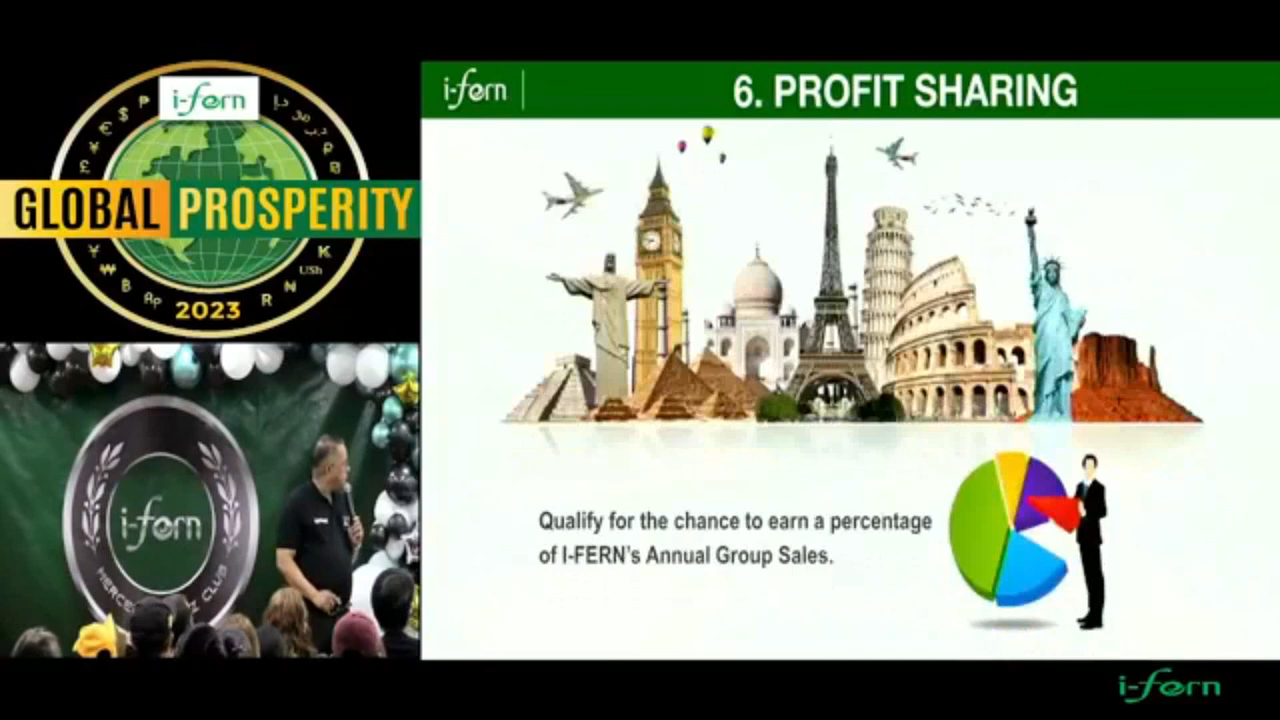 i-fern
GLOBAL PROSPERITY
2023
i-fern
i-fern
6. PROFIT SHARING
Qualify for the chance to earn a percentage
of I-FERN's Annual Group Sales.
i-fern